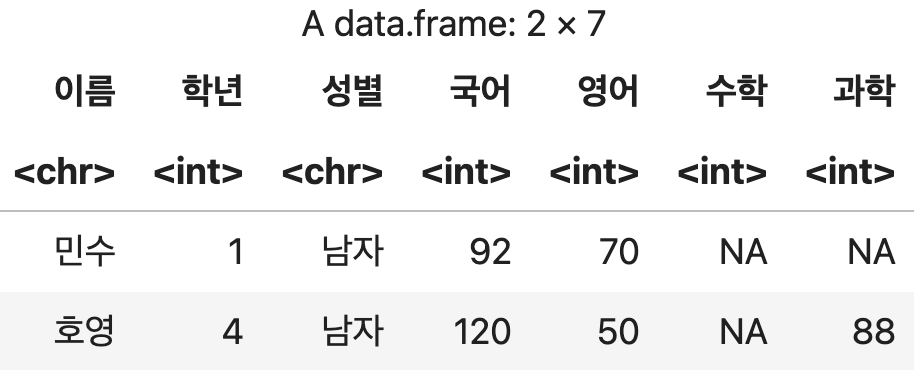 A data.frame: 2 × 7
이름 학년 성별 국어 영어 수학 과학
<chr> <int> <chr> <int> <int> <int> <int>
민수 1 남자 92 70 NA NA
호영 4 남자 120 50 NA 88